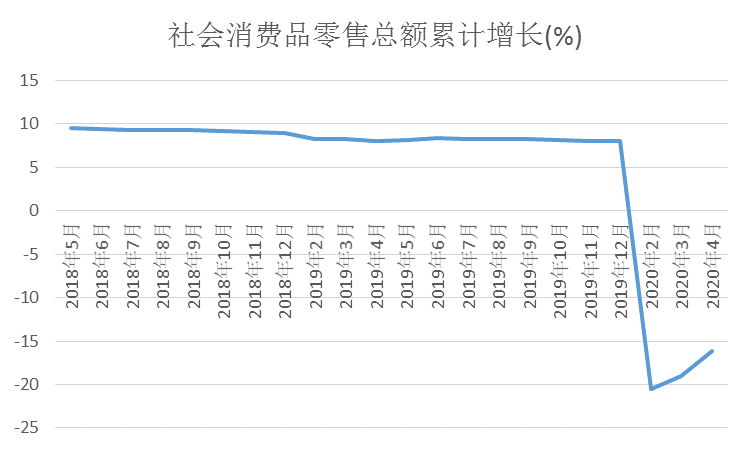 社会消费品零售总额累计增长(%)
15
10
5
0
-5
-10
-15
-20
-25
2018年5月
2018年6月
2018年7月
2018年8月
2018年9月
2018年10月
2018年11月
2018年12月
2019年2月
2019年3月
2019年4月
2019年5月
2019年6月
2019年7月
2019年8月
2019年9月
2019年10月
2019年11月
2019年12月
2020年2月
2020年3月
2020年4月